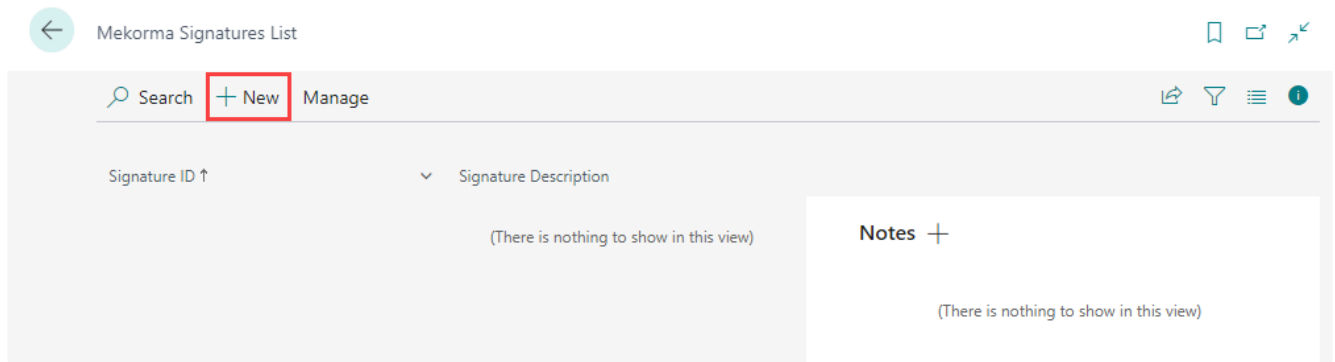 Mekorma Signatures List
Search New Manage
Signature ID ↑ Signature Description
(There is nothing to show in this view)
Notes
(There is nothing to show in this view)